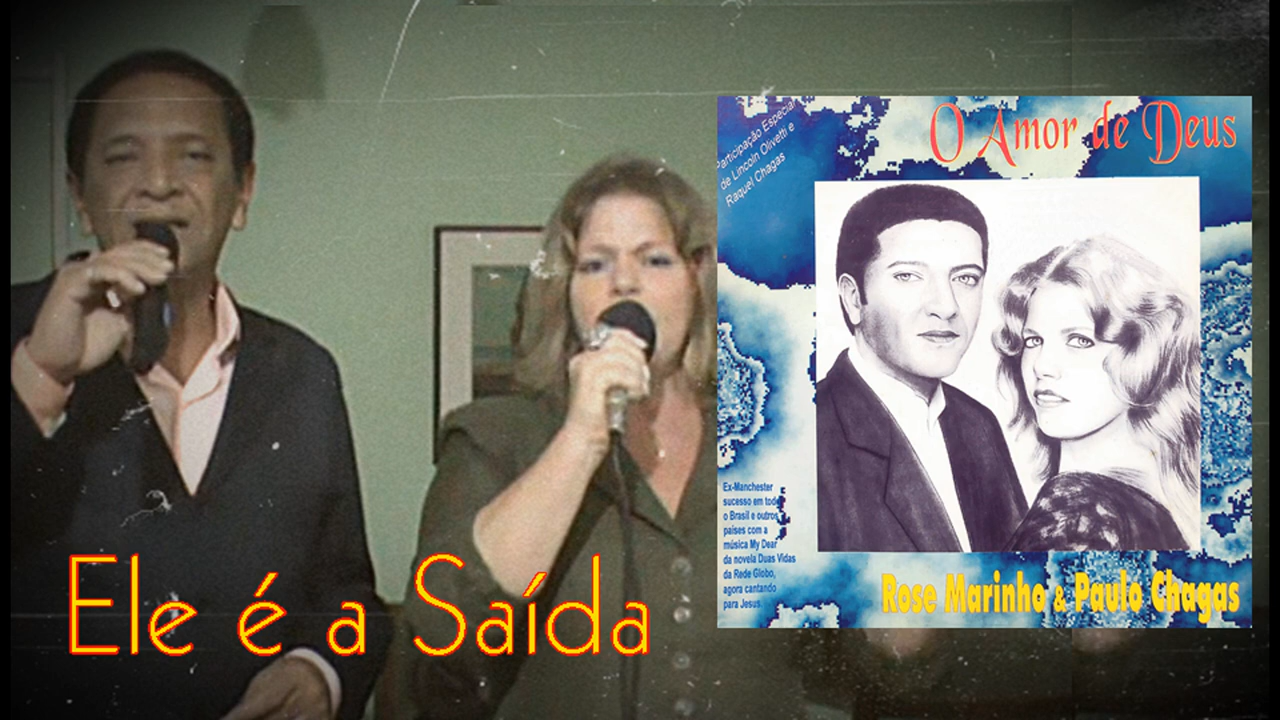 Participação Especial
de Lincoln Olivetti e
Raquel Chagas
O Amor de Deus
Ex-Manchester
sucesso em todo
o Brasil e outros
países com a
música My Dear
da novela Duas Vidas
da Rede Globo,
agora cantando
para Jesus.
Rose Marinho & Paulo Chagas
Ele é a Saída